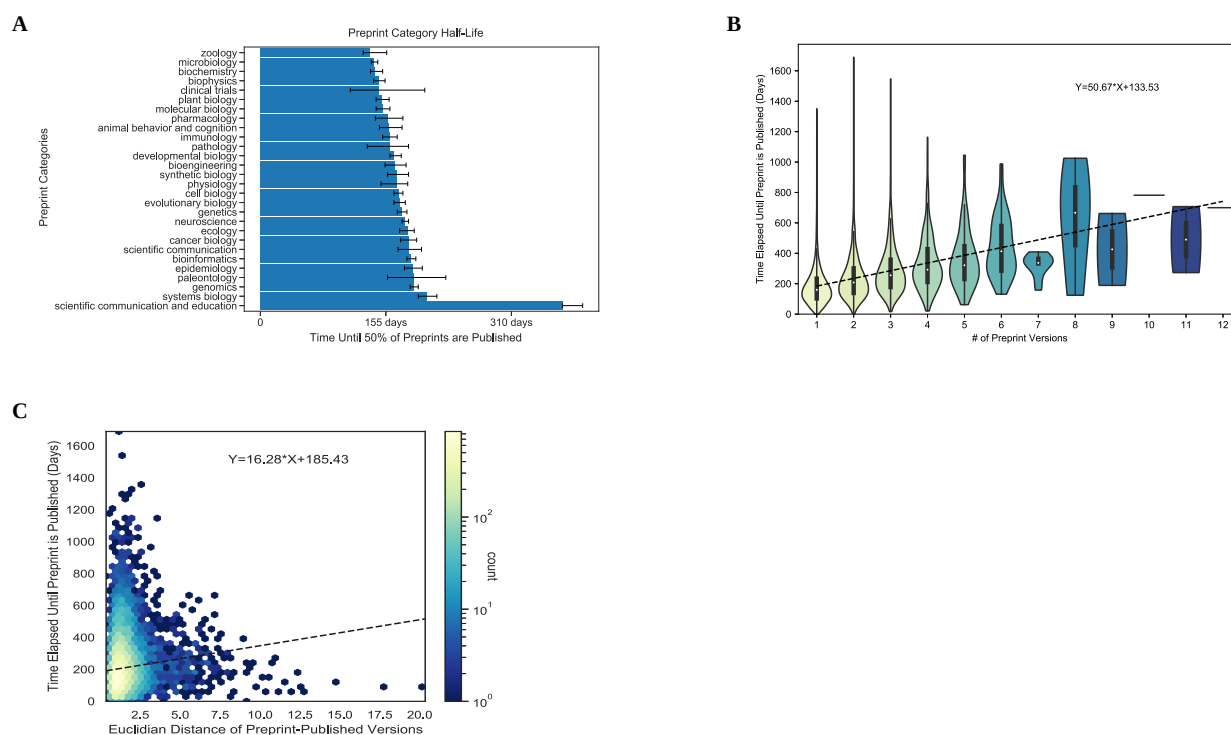 A
Preprint Category Half-Life
Preprint Categories
zoology
microbiology
biochemistry
biophysics
clinical trials
plant biology
molecular biology
pharmacology
animal behavior and cognition
immunology
pathology
developmental biology
bioengineering
synthetic biology
physiology
cell biology
evolutionary biology
genetics
neuroscience
ecology
cancer biology
scientific communication
bioinformatics
epidemiology
paleontology
genomics
systems biology
scientific communication and education
0 155 days 310 days
Time Until 50% of Preprints are Published
B
Time Elapsed Until Preprint is Published (Days)
1600
1400
1200
1000
800
600
400
200
0
Y=50.67*X+133.53
1 2 3 4 5 6 7 8 9 10 11 12
# of Preprint Versions
C
Time Elapsed Until Preprint is Published (Days)
1600
1400
1200
1000
800
600
400
200
0
Y=16.28*X+185.43
2.5 5.0 7.5 10.0 12.5 15.0 17.5 20.0
Euclidian Distance of Preprint-Published Versions
10²
10¹
10⁰
count